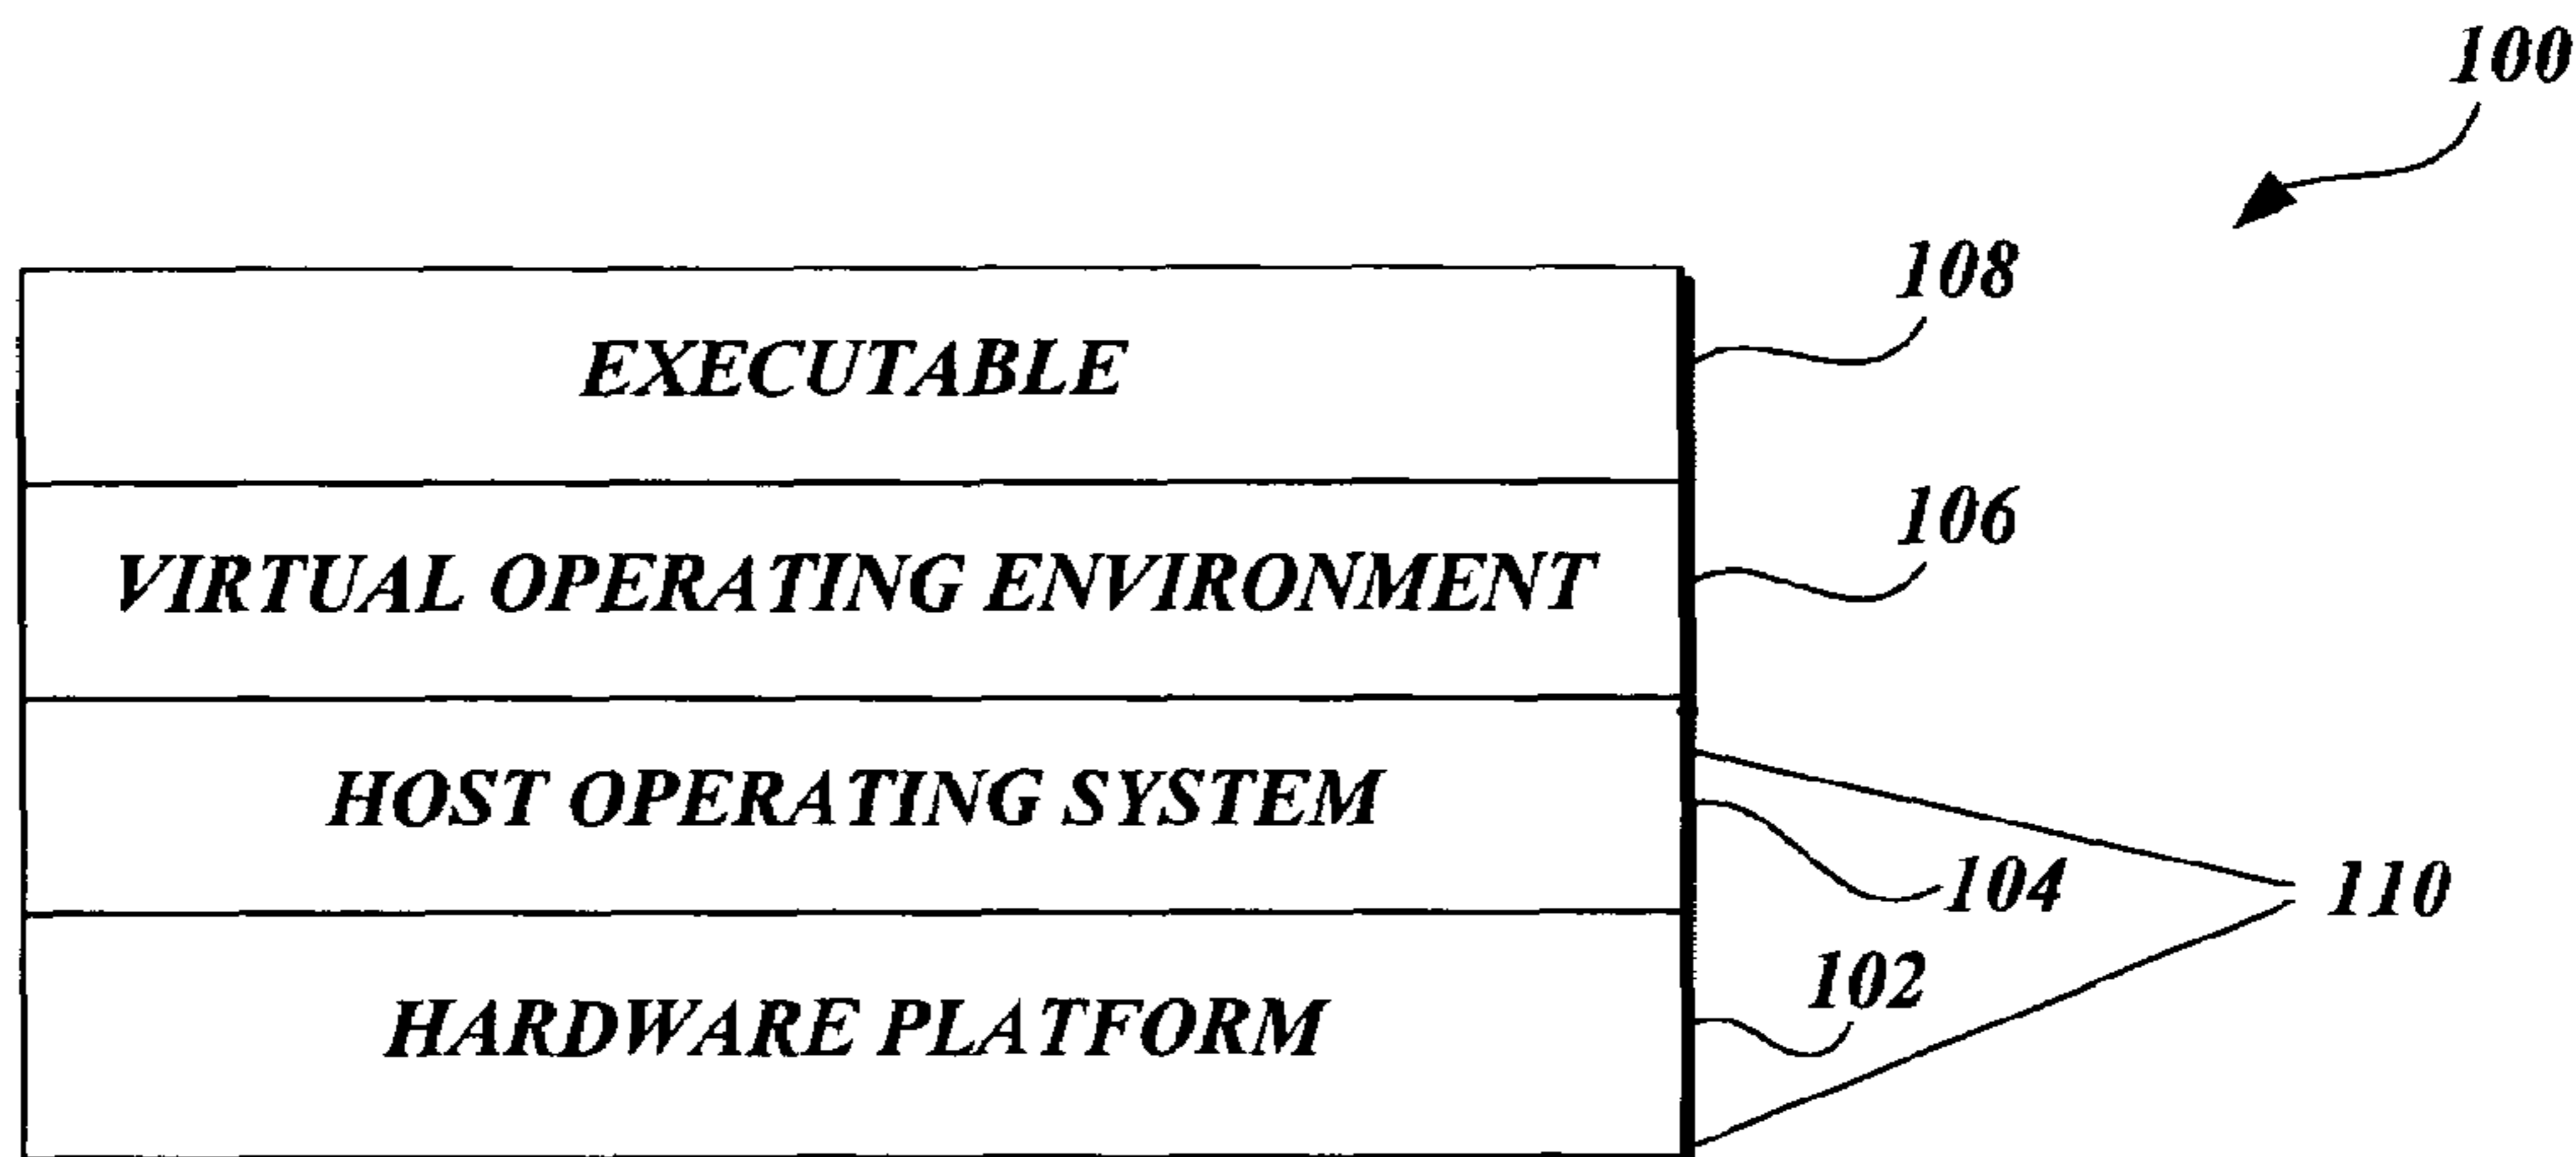 100
108
EXECUTABLE
106
VIRTUAL OPERATING ENVIRONMENT
HOST OPERATING SYSTEM
104
110
102
HARDWARE PLATFORM